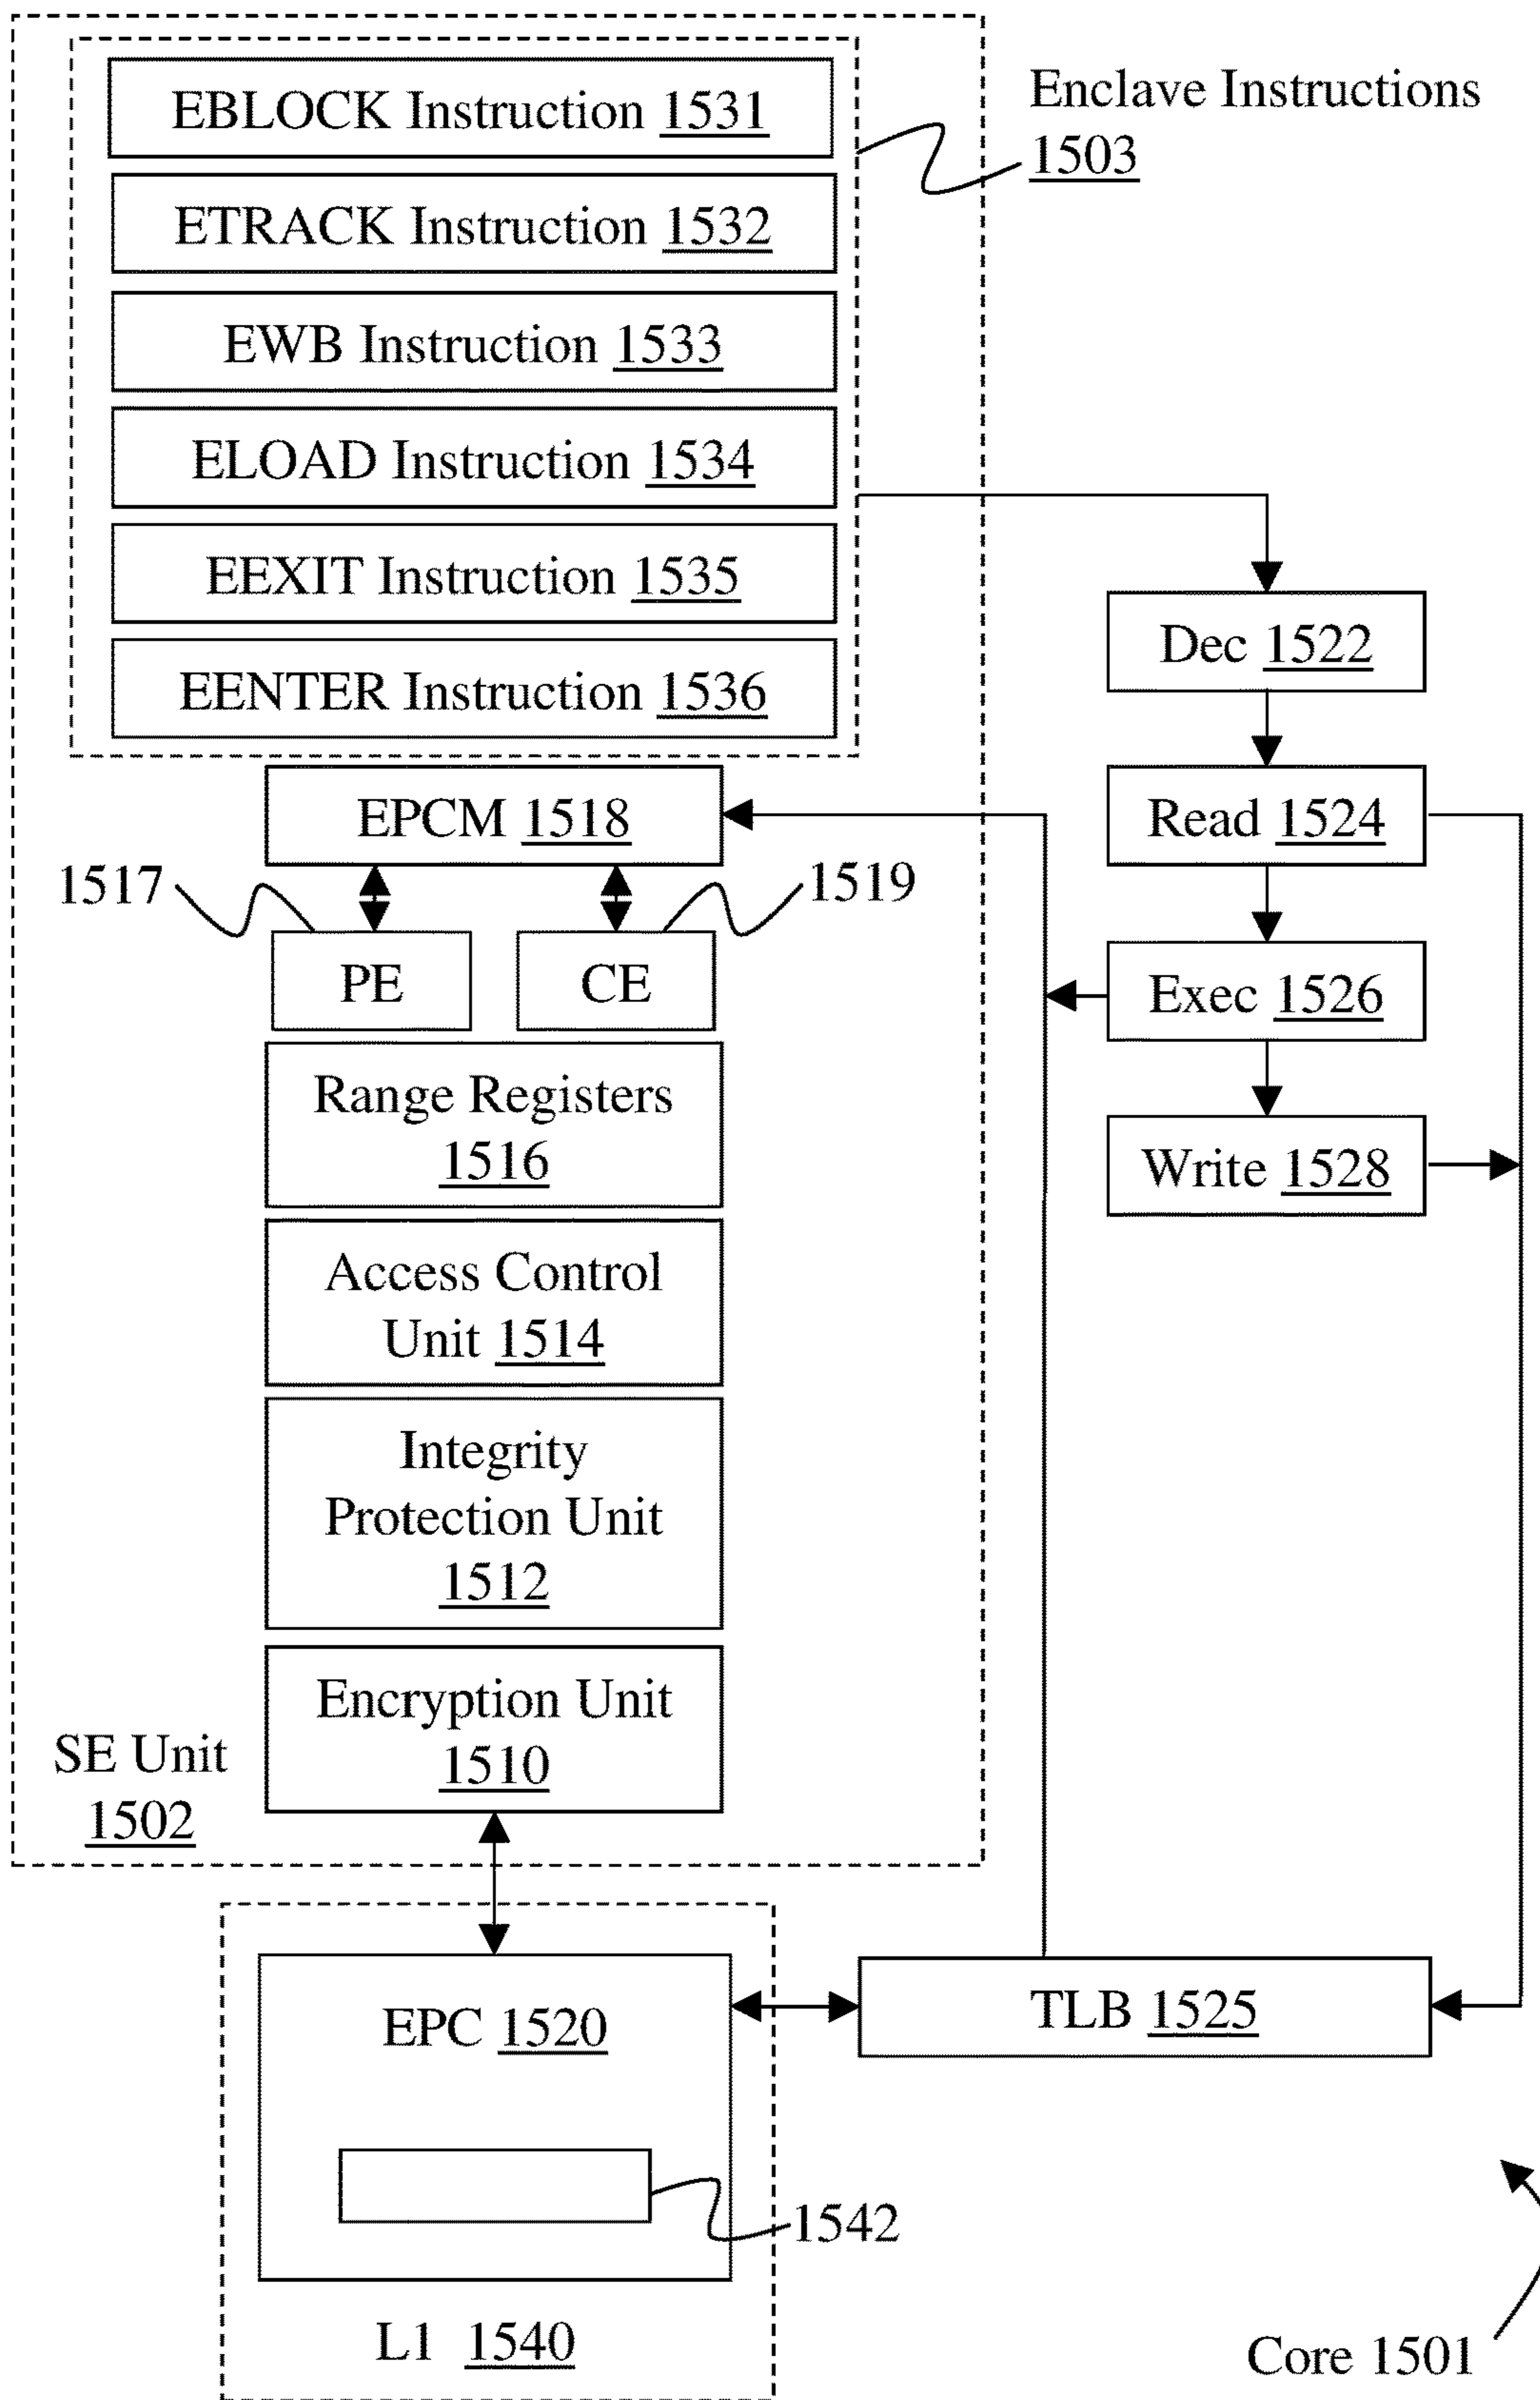 EBLOCK Instruction 1531
Enclave Instructions
1503
ETRACK Instruction 1532
EWB Instruction 1533
ELOAD Instruction 1534
EEXIT Instruction 1535
EENTER Instruction 1536
Dec 1522
EPCM 1518
Read 1524
1517
1519
PE
CE
Exec 1526
Range Registers
1516
Write 1528
Access Control
Unit 1514
Integrity
Protection Unit
1512
Encryption Unit
1510
SE Unit
1502
EPC 1520
TLB 1525
1542
L1 1540
Core 1501